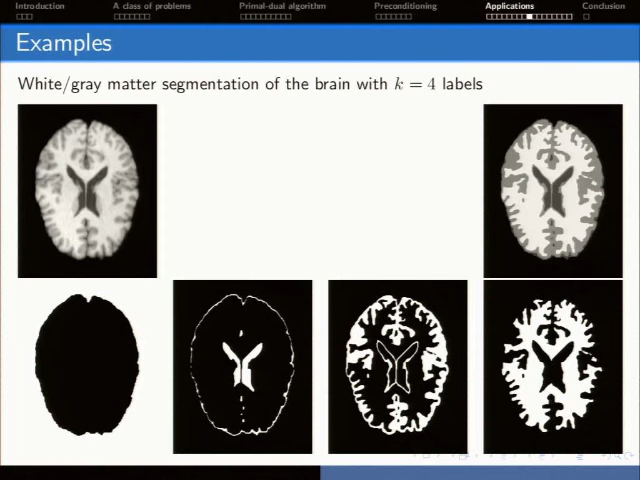 Introduction A class of problems Primal-dual algorithm Preconditioning Applications Conclusion
Examples
White/gray matter segmentation of the brain with k = 4 labels